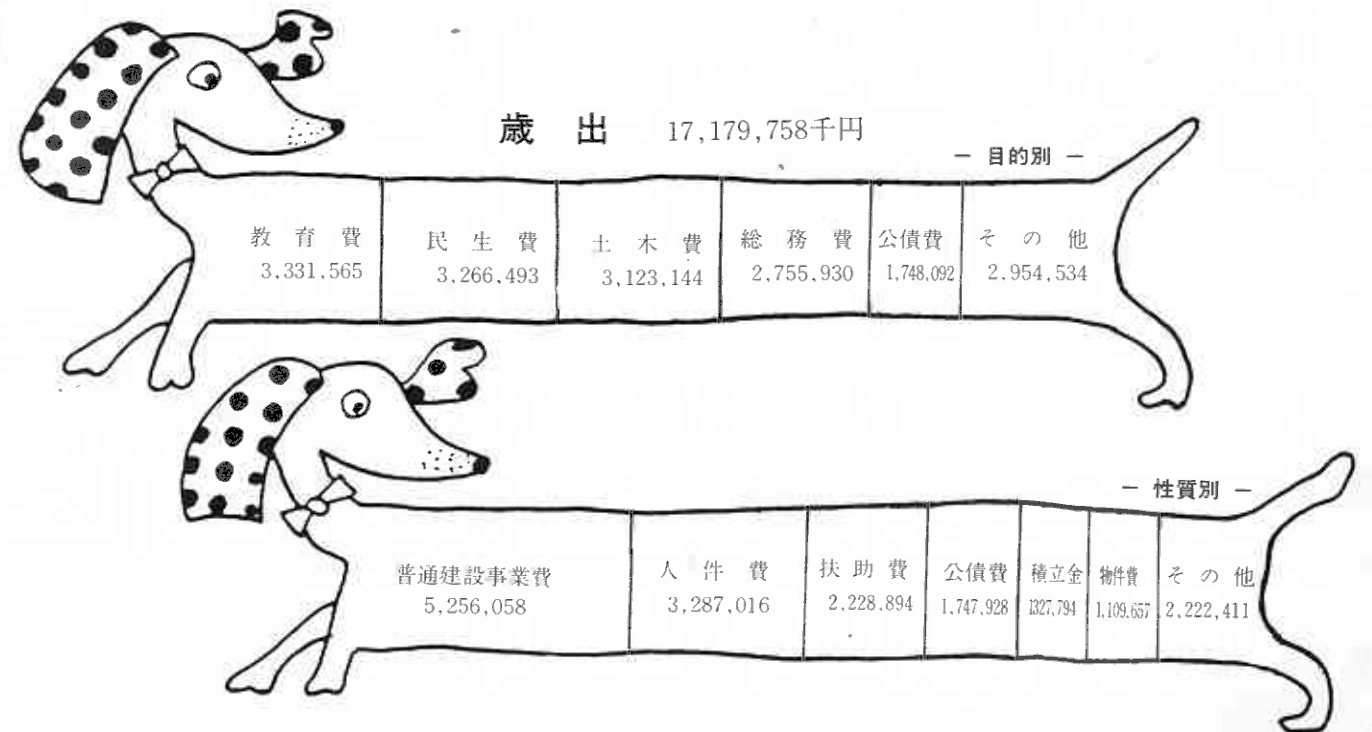 歳出 17,179,758千円
― 目的別 ―
教育費 民生費 土木費 総務費 公債費 その他
3,331,565 3,266,493 3,123,144 2,755,930 1,748,092 2,954,534
― 性質別 ―
普通建設事業費 人件費 扶助費 公債費 積立金 物件費 その他
5,256,058 3,287,016 2,228,894 1,747,928 1327,794 1,109,657 2,222,411